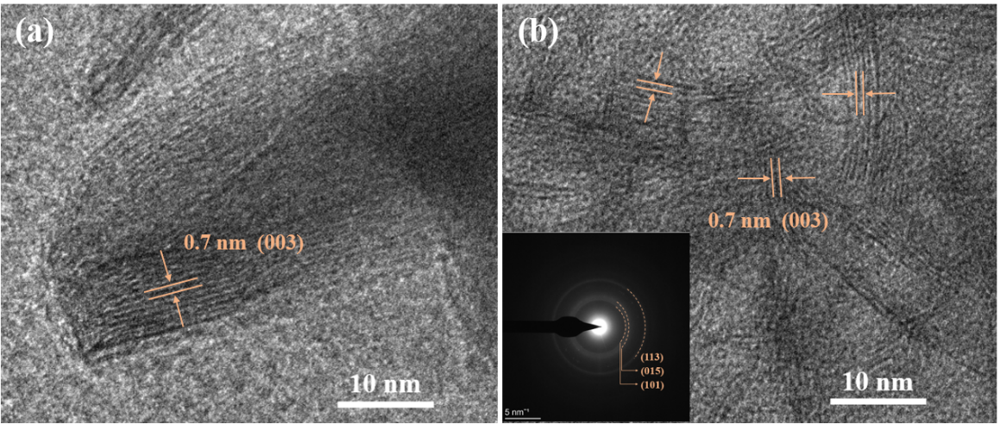 (a)
0.7 nm (003)
10 nm
(b)
0.7 nm (003)
(113)
(015)
(101)
5 nm⁻¹
10 nm